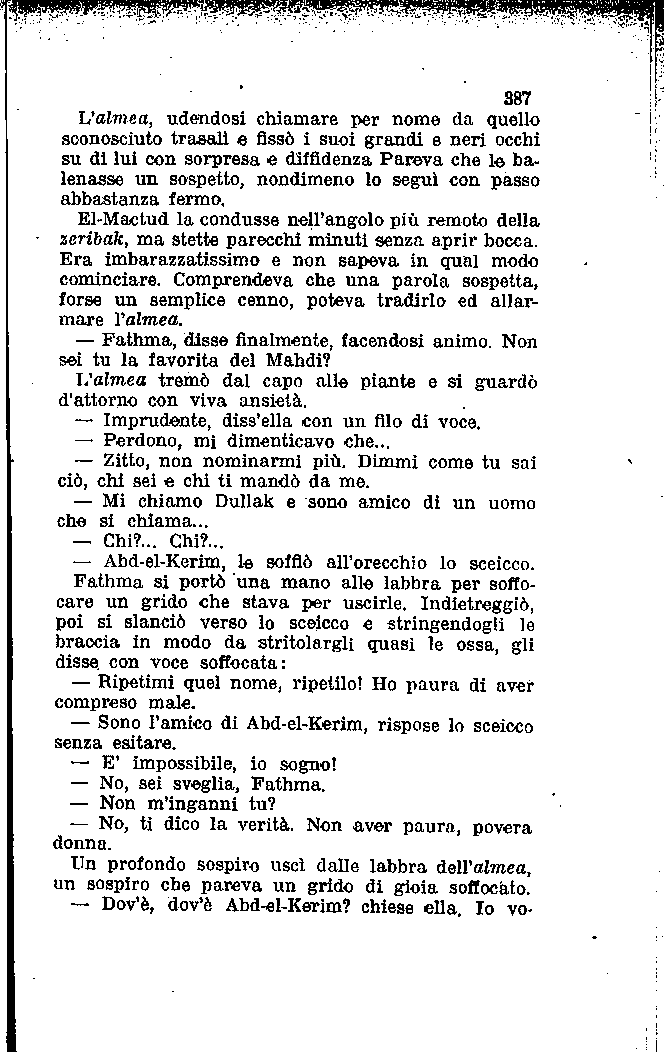 387
L'almea, udendosi chiamare per nome da quello
sconosciuto trasalì e fissò i suoi grandi e neri occhi
su di lui con sorpresa e diffidenza Pareva che le ba-
lenasse un sospetto, nondimeno lo seguì con passo
abbastanza fermo.
El-Mactud la condusse nell'angolo più remoto della
zeribak, ma stette parecchi minuti senza aprir bocca.
Era imbarazzatissimo e non sapeva in qual modo
cominciare. Comprendeva che una parola sospetta,
forse un semplice cenno, poteva tradirlo ed allar-
mare l'almea.
— Fathma, disse finalmente, facendosi animo. Non
sei tu la favorita del Mahdi?
L'almea tremò dal capo alle piante e si guardò
d'attorno con viva ansietà.
— Imprudente, diss'ella con un filo di voce.
— Perdono, mi dimenticavo che...
— Zitto, non nominarmi più. Dimmi come tu sai
ciò, chi sei e chi ti mandò da me.
— Mi chiamo Dullak e sono amico di un uomo
che si chiama...
— Chi?... Chi?...
— Abd-el-Kerim, le soffiò all'orecchio lo sceicco.
Fathma si portò una mano alle labbra per soffo-
care un grido che stava per uscirle. Indietreggiò,
poi si slanciò verso lo sceicco e stringendogli le
braccia in modo da stritolargli quasi le ossa, gli
disse con voce soffocata:
— Ripetimi quel nome, ripetilo! Ho paura di aver
compreso male.
— Sono l'amico di Abd-el-Kerim, rispose lo sceicco
senza esitare.
— E' impossibile, io sogno!
— No, sei sveglia, Fathma.
— Non m'inganni tu?
— No, ti dico la verità. Non aver paura, povera
donna.
Un profondo sospiro uscì dalle labbra dell'almea,
un sospiro che pareva un grido di gioia soffocato.
— Dov'è, dov'è Abd-el-Kerim? chiese ella. Io vo-